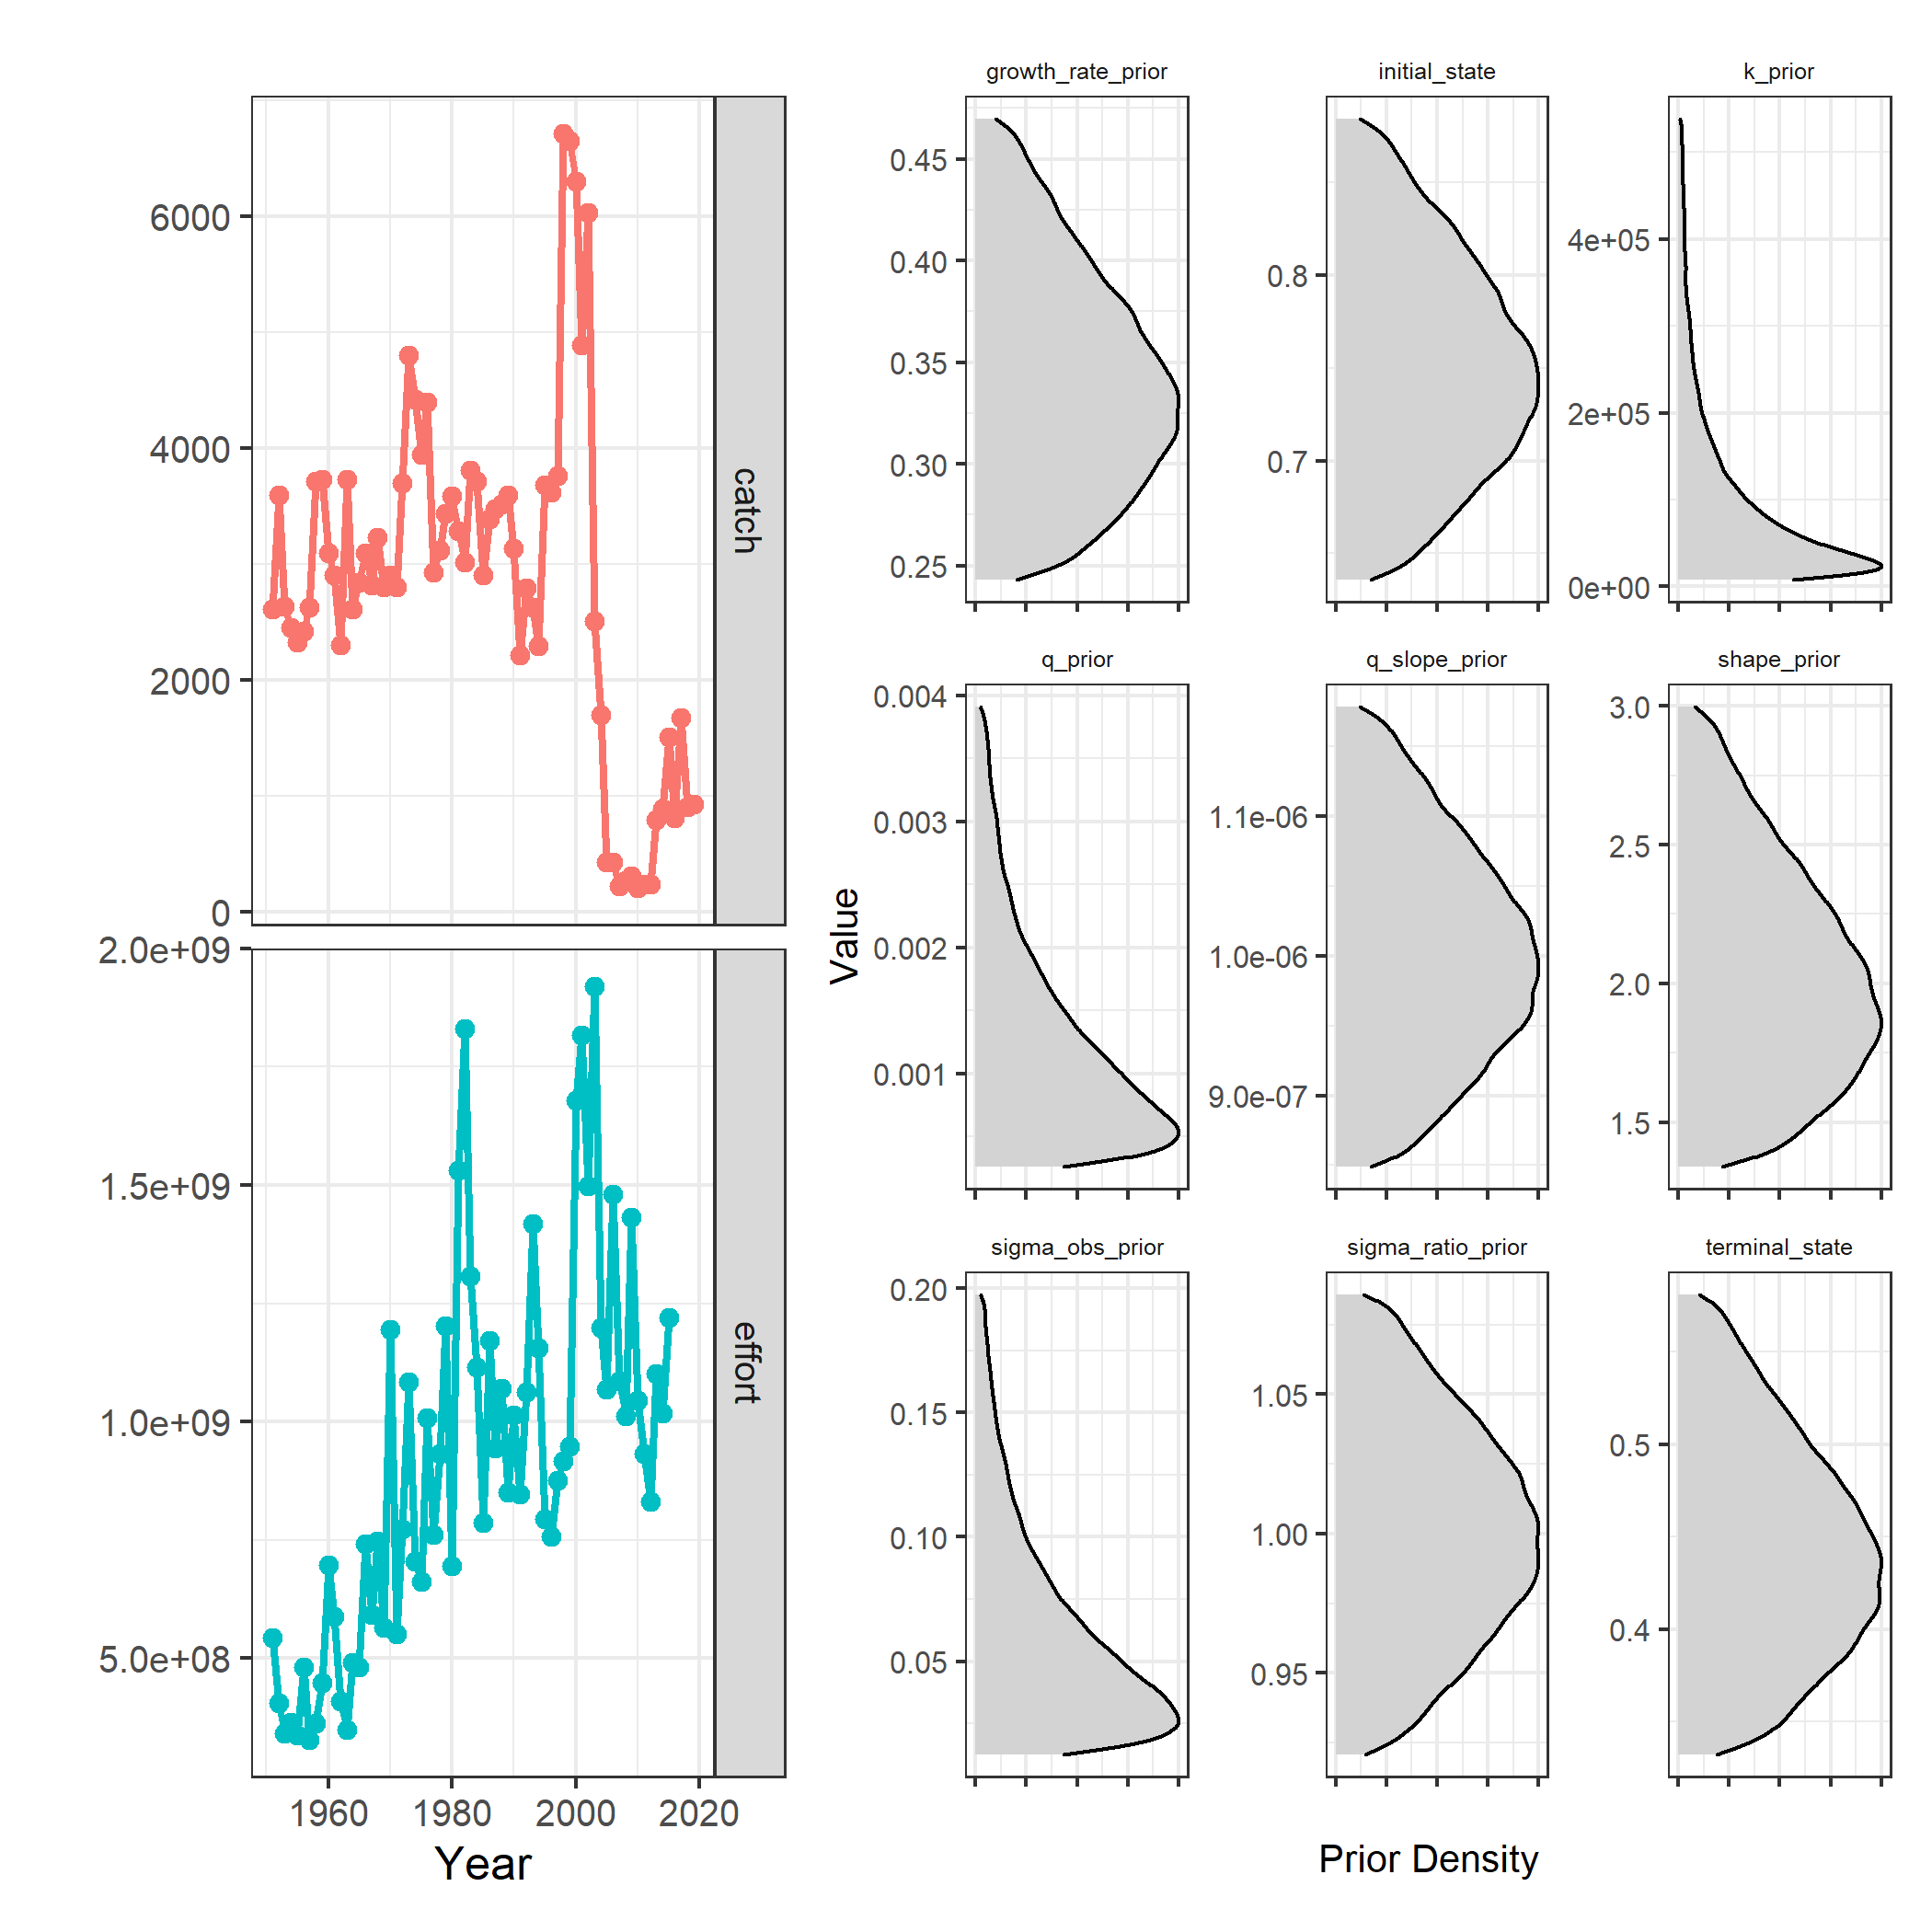 catch
6000
4000
2000
0
effort
2.0e+09
1.5e+09
1.0e+09
5.0e+08
1960 1980 2000 2020
Year
growth_rate_prior
0.45
0.40
0.35
0.30
0.25
initial_state
0.8
0.7
k_prior
4e+05
2e+05
0e+00
q_prior
0.004
0.003
0.002
0.001
q_slope_prior
1.1e-06
1.0e-06
9.0e-07
shape_prior
3.0
2.5
2.0
1.5
sigma_obs_prior
0.20
0.15
0.10
0.05
sigma_ratio_prior
1.05
1.00
0.95
terminal_state
0.5
0.4
Value
Prior Density